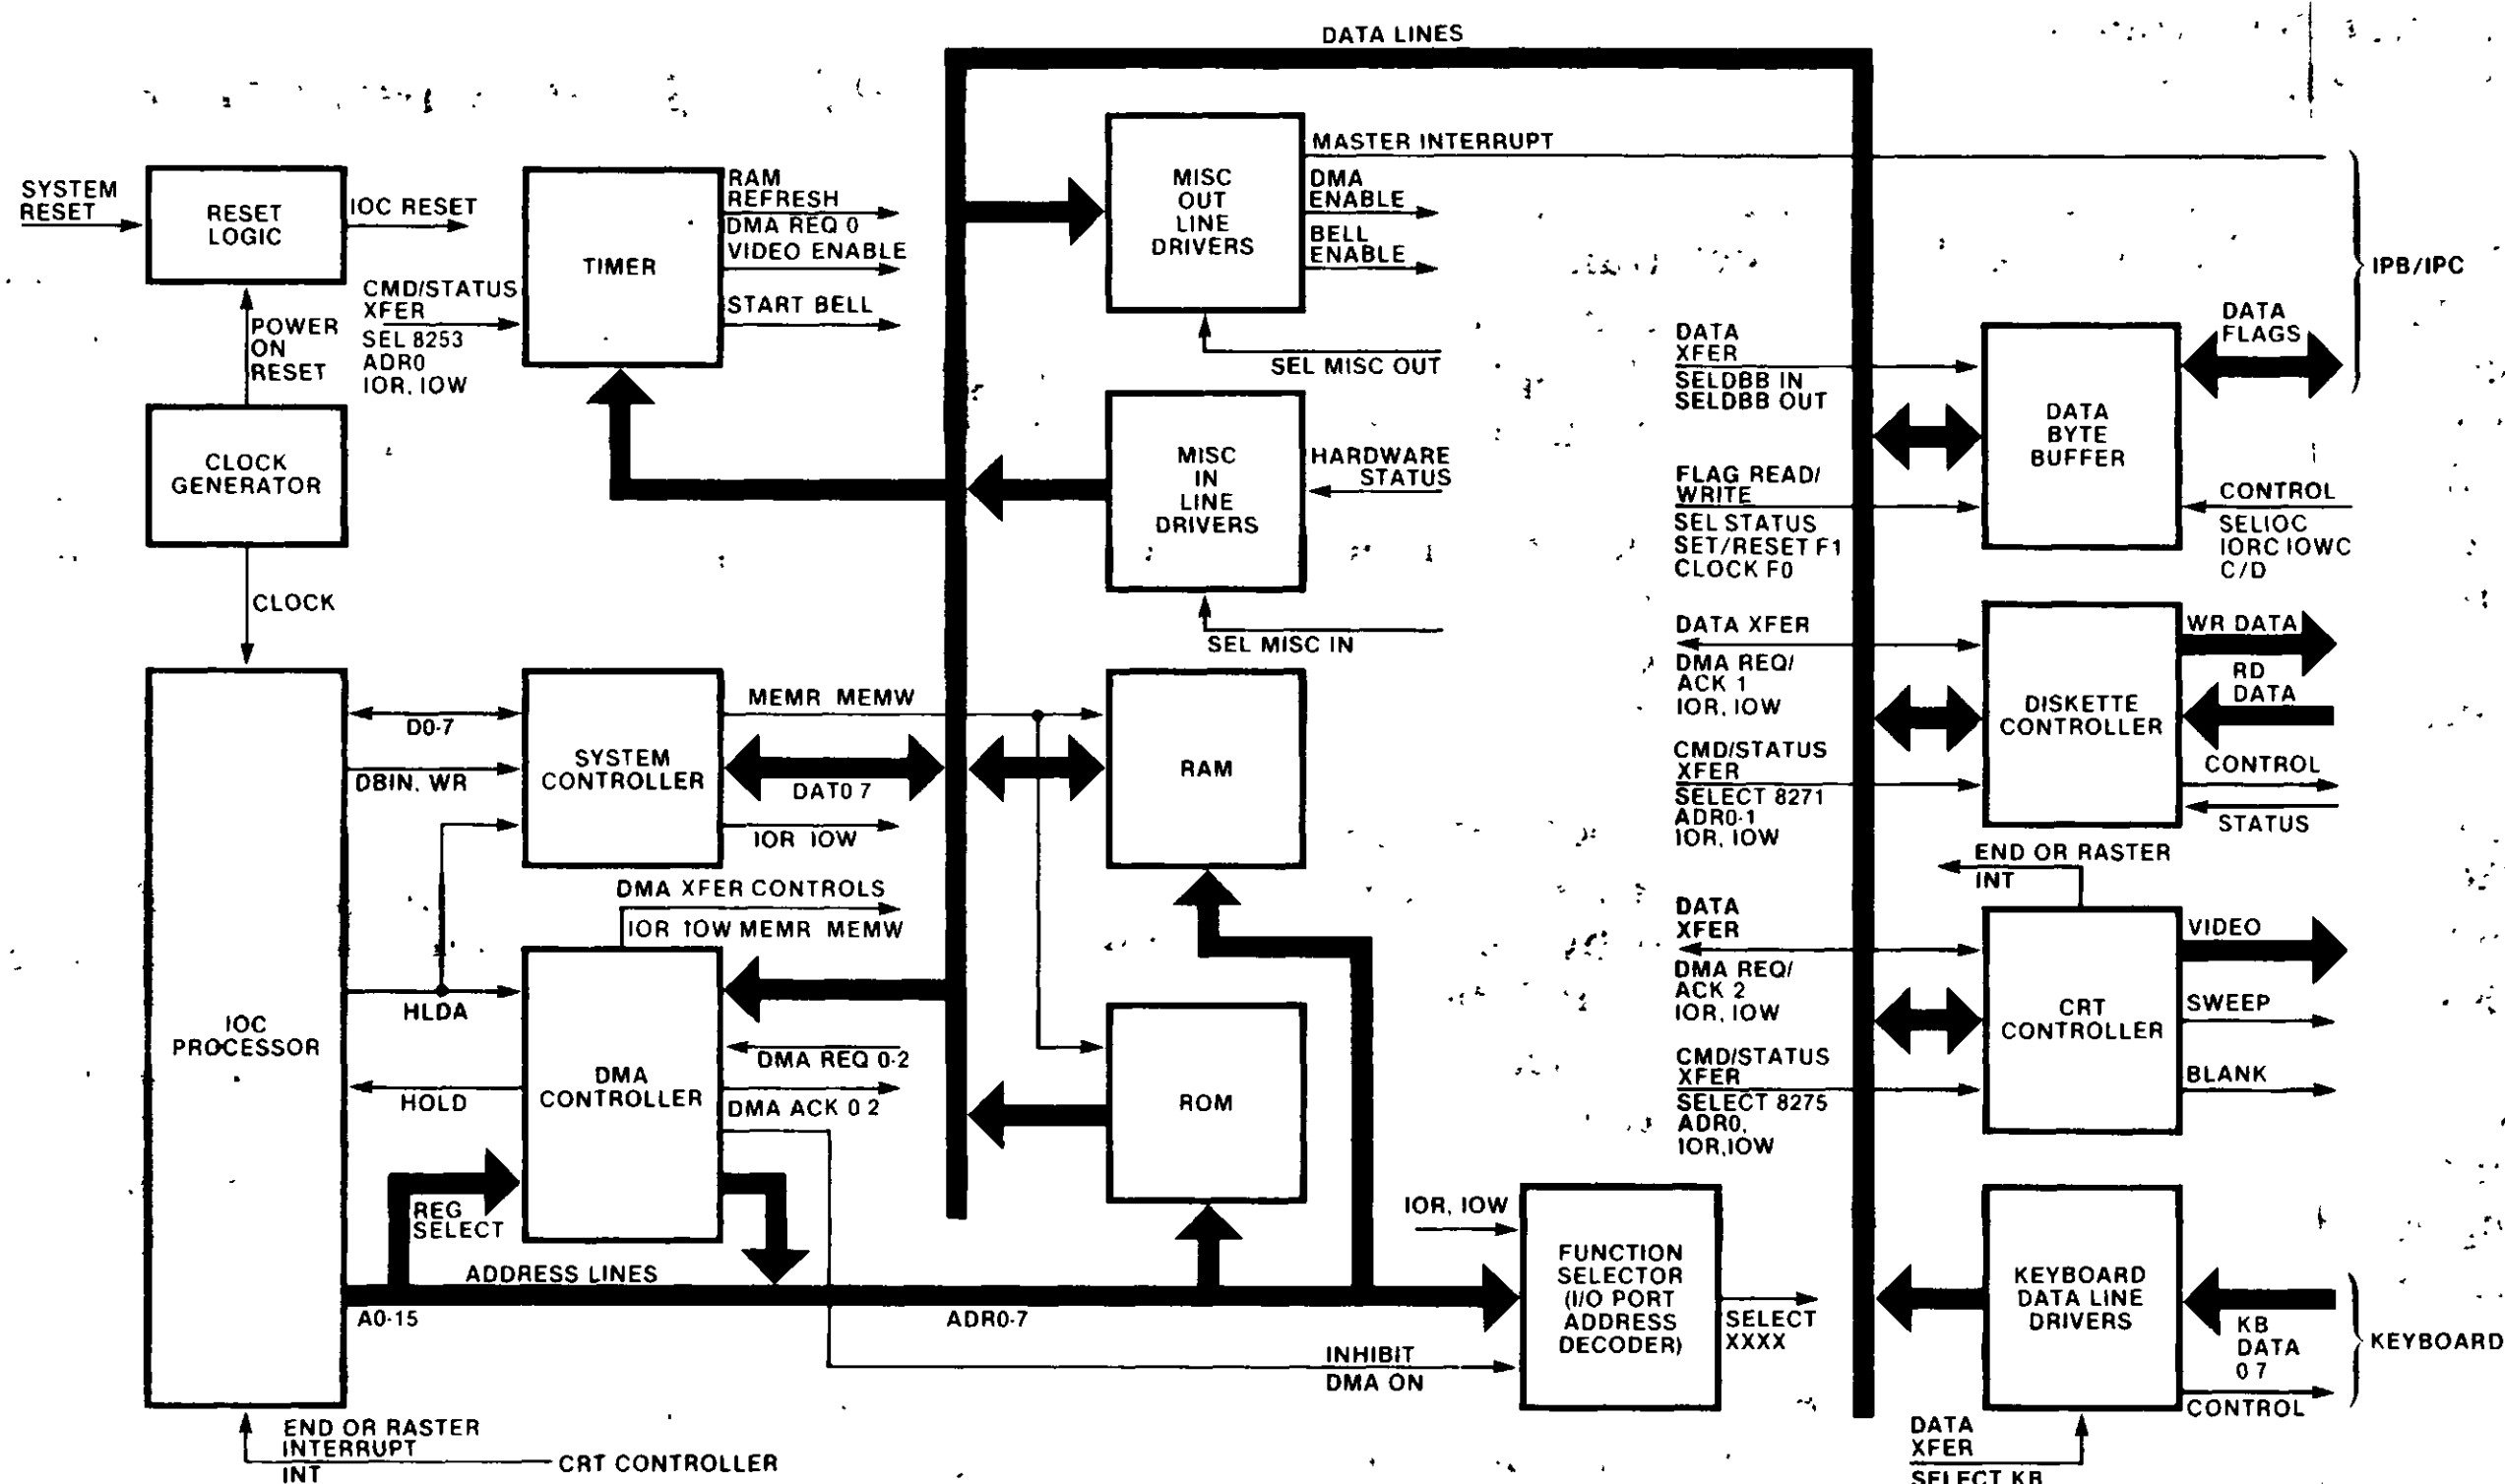 DATA LINES
SYSTEM
RESET
RESET
LOGIC
IOC RESET
POWER
ON
RESET
CLOCK
GENERATOR
CLOCK
CMD/STATUS
XFER
SEL 8253
ADR0
IOR, IOW
TIMER
RAM
REFRESH
DMA REQ 0
VIDEO ENABLE
START BELL
MISC
OUT
LINE
DRIVERS
MASTER INTERRUPT
DMA
ENABLE
BELL
ENABLE
SEL MISC OUT
MISC
IN
LINE
DRIVERS
HARDWARE
STATUS
SEL MISC IN
IOC
PROCESSOR
D0-7
DBIN, WR
HLDA
HOLD
REG
SELECT
SYSTEM
CONTROLLER
MEMR MEMW
DAT0 7
IOR IOW
DMA XFER CONTROLS
IOR IOW MEMR MEMW
DMA
CONTROLLER
DMA REQ 0-2
DMA ACK 0 2
RAM
ROM
ADDRESS LINES
A0-15
ADR0-7
INHIBIT
DMA ON
IOR, IOW
FUNCTION
SELECTOR
(I/O PORT
ADDRESS
DECODER)
SELECT
XXXX
END OR RASTER
INTERRUPT
INT
CRT CONTROLLER
DATA
XFER
SELDBB IN
SELDBB OUT
FLAG READ/
WRITE
SEL STATUS
SET/RESET F1
CLOCK F0
DATA
BYTE
BUFFER
DATA
FLAGS
IPB/IPC
CONTROL
SELIOC
IORC IOWC
C/D
DATA XFER
DMA REQ/
ACK 1
IOR, IOW
CMD/STATUS
XFER
SELECT 8271
ADR0-1
IOR, IOW
DISKETTE
CONTROLLER
WR DATA
RD
DATA
CONTROL
STATUS
END OR RASTER
INT
DATA
XFER
DMA REQ/
ACK 2
IOR, IOW
CMD/STATUS
XFER
SELECT 8275
ADR0,
IOR,IOW
CRT
CONTROLLER
VIDEO
SWEEP
BLANK
KEYBOARD
DATA LINE
DRIVERS
KB
DATA
0 7
KEYBOARD
CONTROL
DATA
XFER
SELECT KB